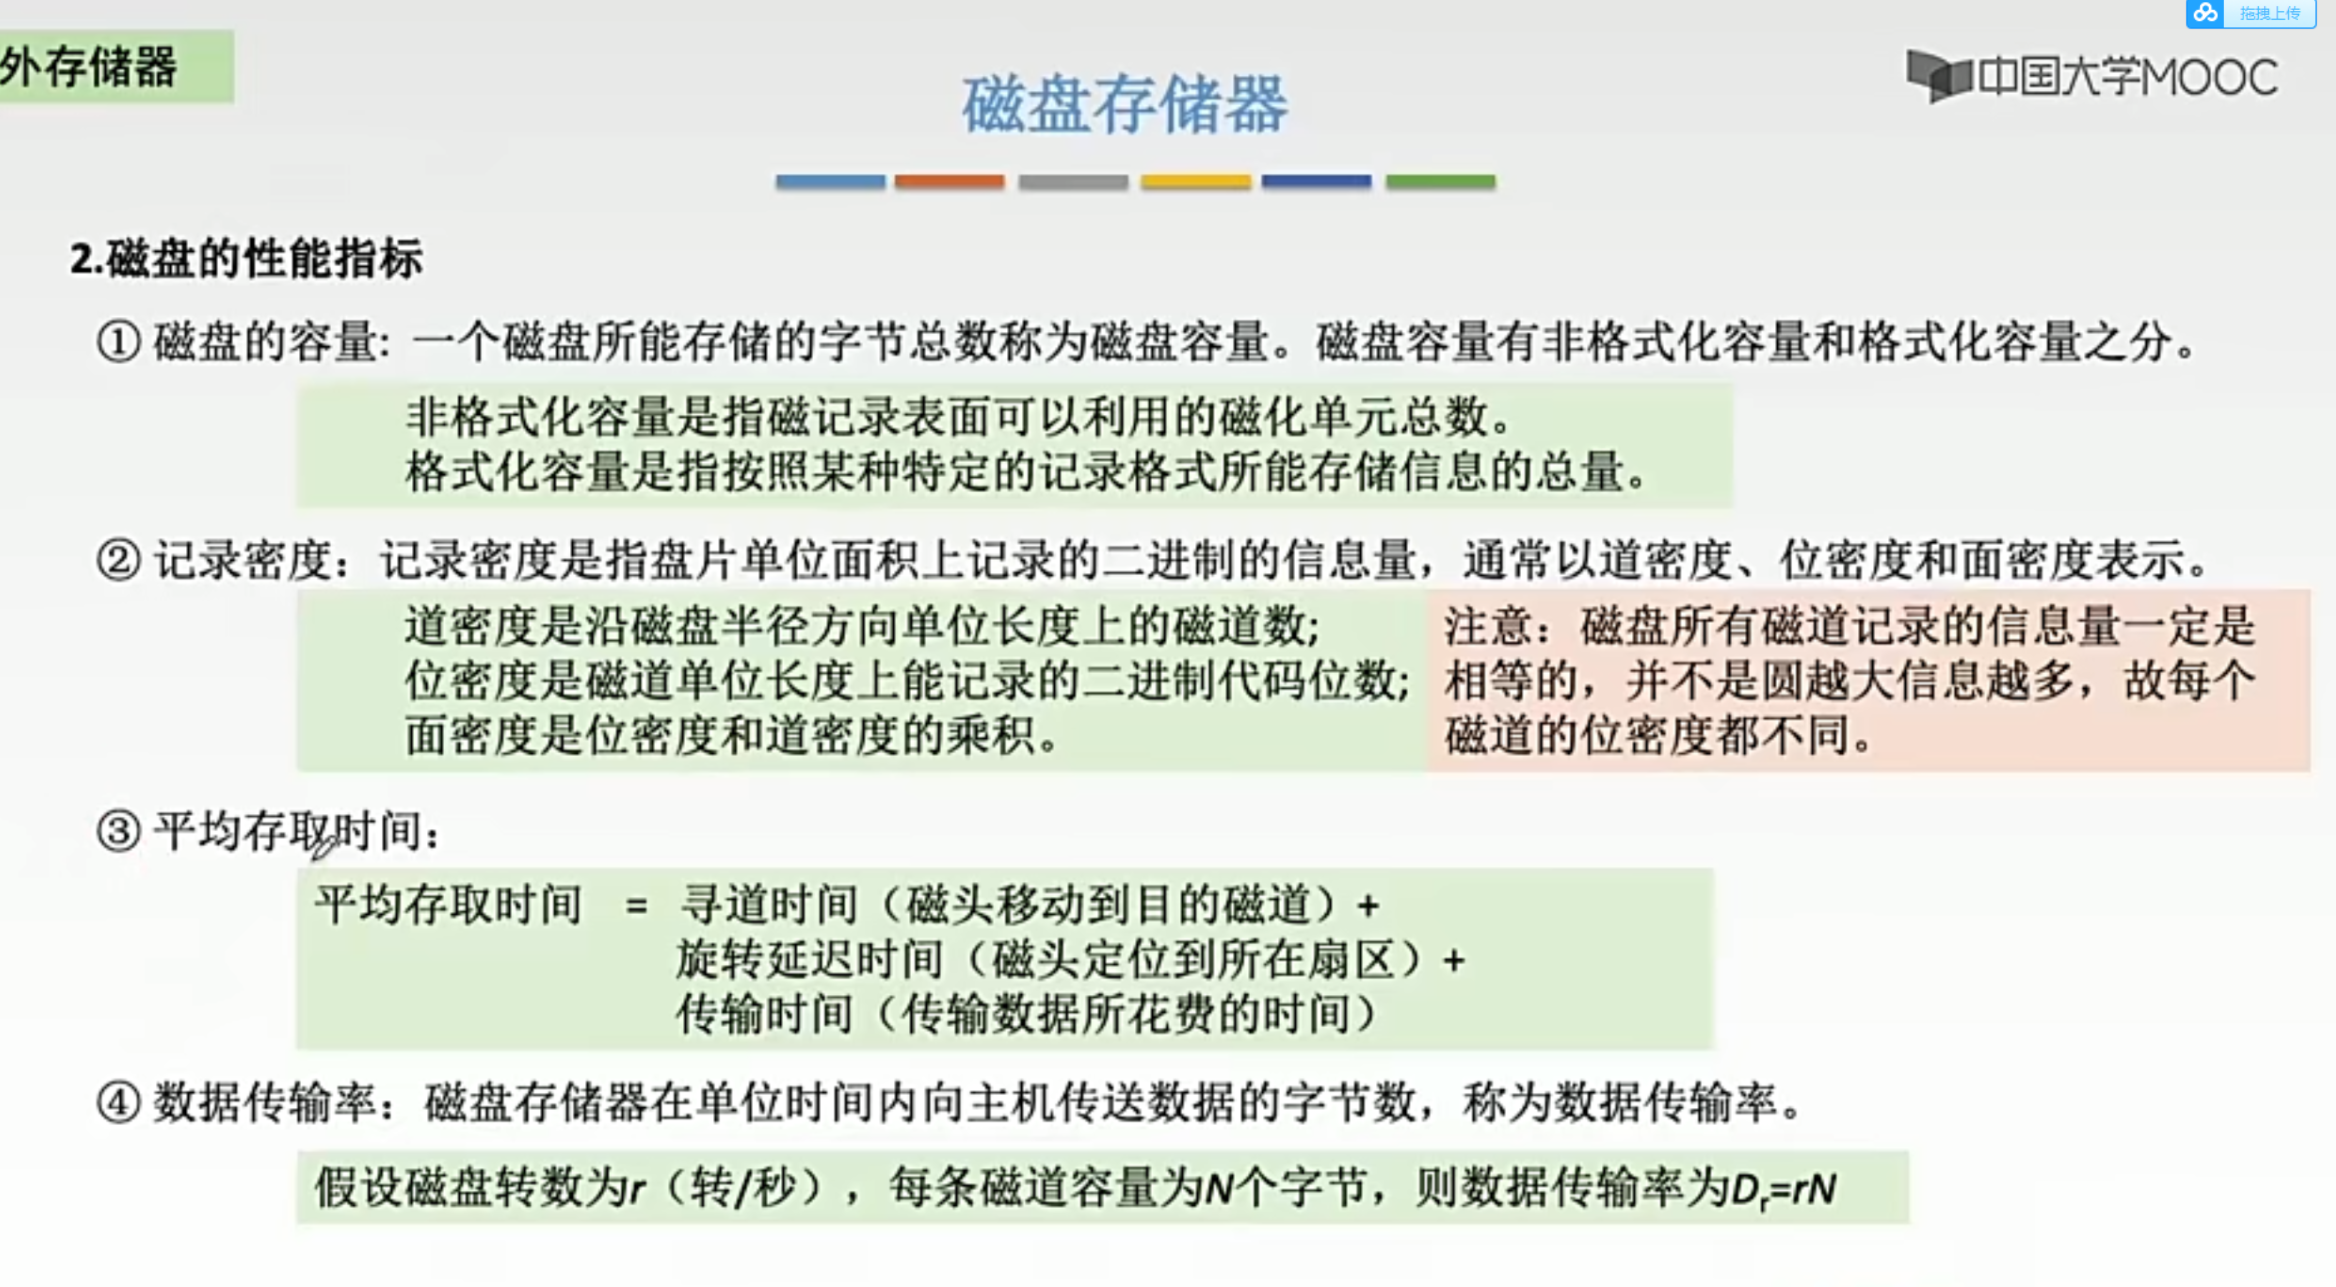 拖拽上传
外存储器
中国大学MOOC
磁盘存储器
2.磁盘的性能指标
① 磁盘的容量: 一个磁盘所能存储的字节总数称为磁盘容量。磁盘容量有非格式化容量和格式化容量之分。
非格式化容量是指磁记录表面可以利用的磁化单元总数。
格式化容量是指按照某种特定的记录格式所能存储信息的总量。
② 记录密度：记录密度是指盘片单位面积上记录的二进制的信息量，通常以道密度、位密度和面密度表示。
道密度是沿磁盘半径方向单位长度上的磁道数;
位密度是磁道单位长度上能记录的二进制代码位数;
面密度是位密度和道密度的乘积。
注意：磁盘所有磁道记录的信息量一定是
相等的，并不是圆越大信息越多，故每个
磁道的位密度都不同。
③ 平均存取时间：
平均存取时间 = 寻道时间（磁头移动到目的磁道）+
旋转延迟时间（磁头定位到所在扇区）+
传输时间（传输数据所花费的时间）
④ 数据传输率：磁盘存储器在单位时间内向主机传送数据的字节数，称为数据传输率。
假设磁盘转数为r（转/秒），每条磁道容量为N个字节，则数据传输率为Dr=rN